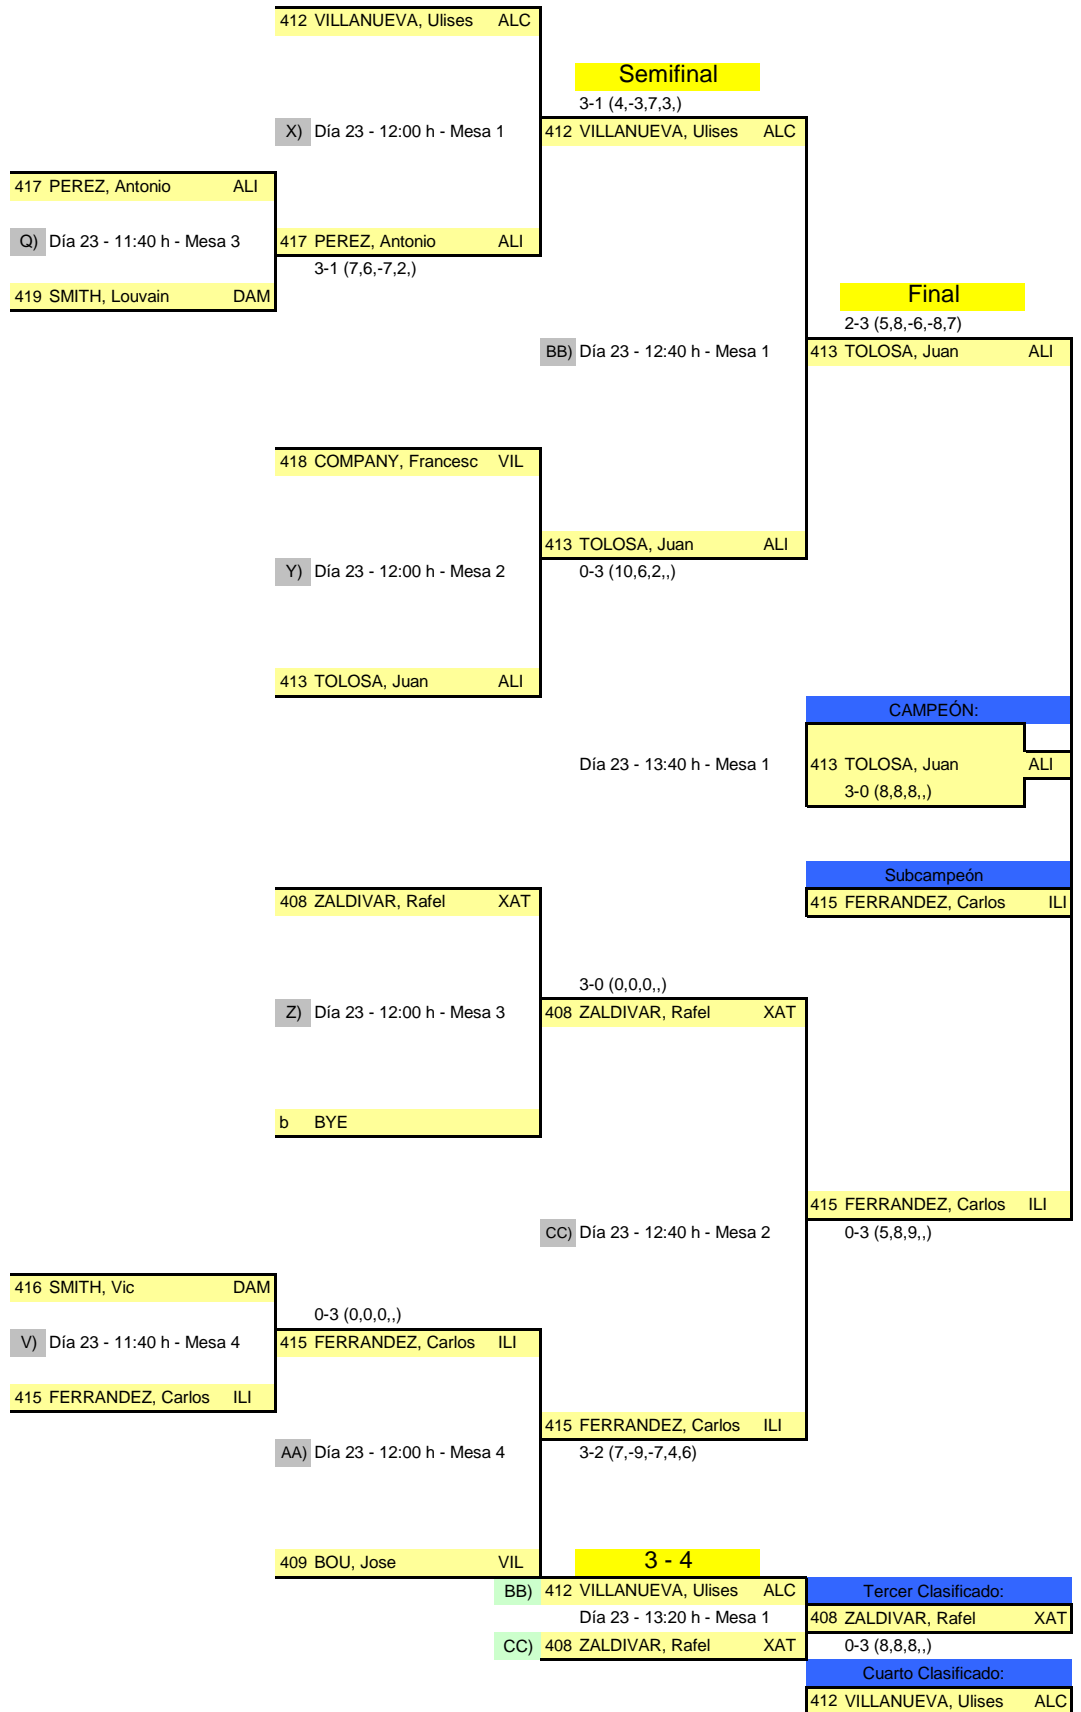 412 VILLANUEVA, Ulises ALC
Semifinal
3-1 (4,-3,7,3,)
X) Día 23 - 12:00 h - Mesa 1 412 VILLANUEVA, Ulises ALC
417 PEREZ, Antonio ALI
Q) Día 23 - 11:40 h - Mesa 3 417 PEREZ, Antonio ALI
3-1 (7,6,-7,2,)
419 SMITH, Louvain DAM Final
2-3 (5,8,-6,-8,7)
BB) Día 23 - 12:40 h - Mesa 1 413 TOLOSA, Juan ALI
418 COMPANY, Francesc VIL
413 TOLOSA, Juan ALI
Y) Día 23 - 12:00 h - Mesa 2 0-3 (10,6,2,,)
413 TOLOSA, Juan ALI
CAMPEÓN:
Día 23 - 13:40 h - Mesa 1 413 TOLOSA, Juan ALI
3-0 (8,8,8,,)
Subcampeón
408 ZALDIVAR, Rafel XAT 415 FERRANDEZ, Carlos ILI
3-0 (0,0,0,,)
Z) Día 23 - 12:00 h - Mesa 3 408 ZALDIVAR, Rafel XAT
b BYE
415 FERRANDEZ, Carlos ILI
CC) Día 23 - 12:40 h - Mesa 2 0-3 (5,8,9,,)
416 SMITH, Vic DAM
0-3 (0,0,0,,)
V) Día 23 - 11:40 h - Mesa 4 415 FERRANDEZ, Carlos ILI
415 FERRANDEZ, Carlos ILI
415 FERRANDEZ, Carlos ILI
AA) Día 23 - 12:00 h - Mesa 4 3-2 (7,-9,-7,4,6)
409 BOU, Jose VIL 3 - 4
BB) 412 VILLANUEVA, Ulises ALC Tercer Clasificado:
Día 23 - 13:20 h - Mesa 1 408 ZALDIVAR, Rafel XAT
CC) 408 ZALDIVAR, Rafel XAT 0-3 (8,8,8,,)
Cuarto Clasificado:
412 VILLANUEVA, Ulises ALC